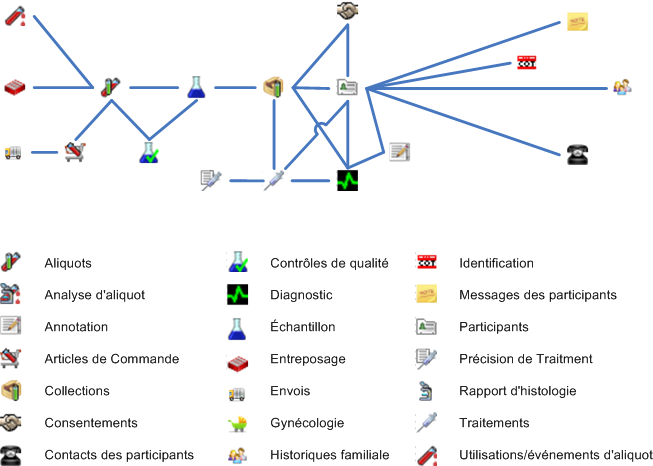 Aliquots
Contrôles de qualité
Identification
Analyse d'aliquot
Diagnostic
Messages des participants
Annotation
Échantillon
Participants
Articles de Commande
Entreposage
Précision de Traitment
Collections
Envois
Rapport d'histologie
Consentements
Gynécologie
Traitements
Contacts des participants
Historiques familiale
Utilisations/événements d'aliquot